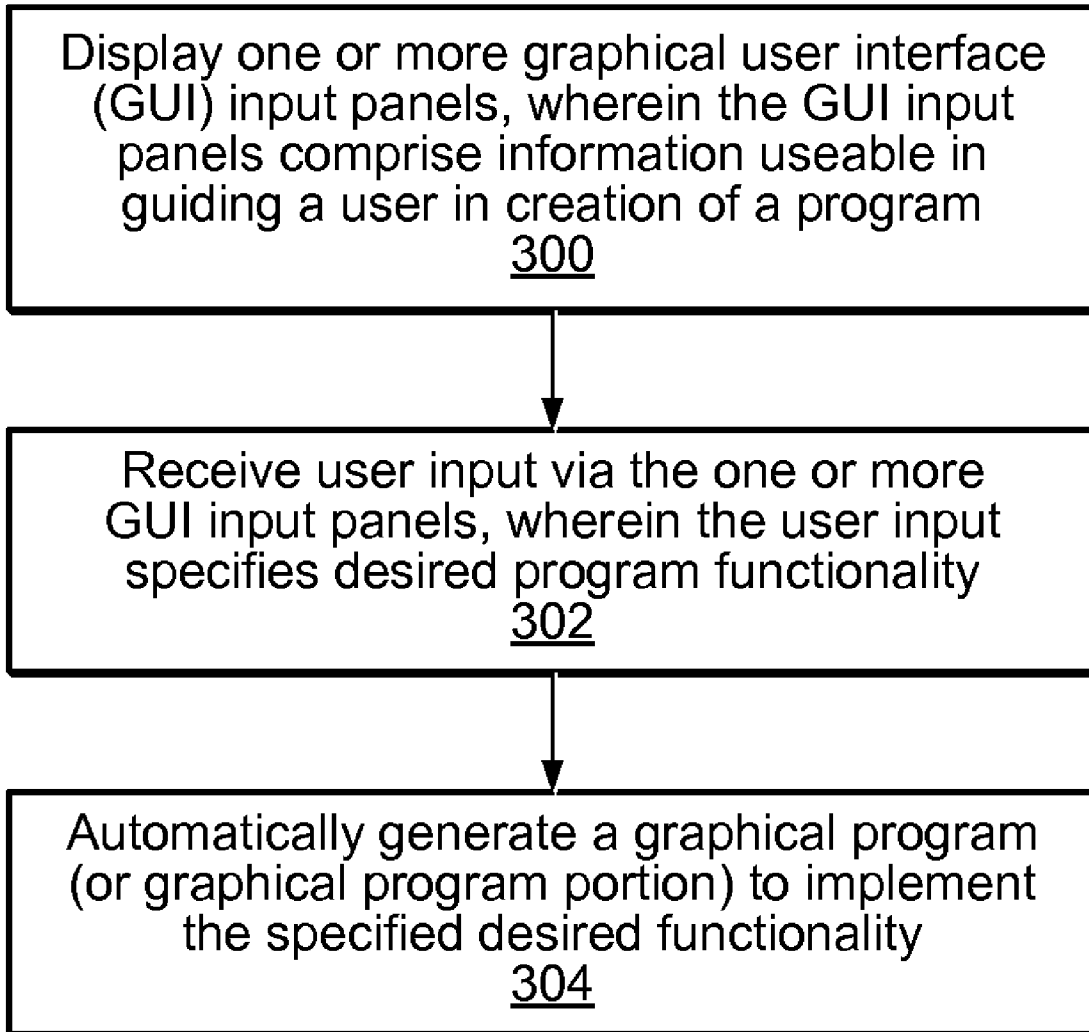 Display one or more graphical user interface
(GUI) input panels, wherein the GUI input
panels comprise information useable in
guiding a user in creation of a program
300
Receive user input via the one or more
GUI input panels, wherein the user input
specifies desired program functionality
302
Automatically generate a graphical program
(or graphical program portion) to implement
the specified desired functionality
304